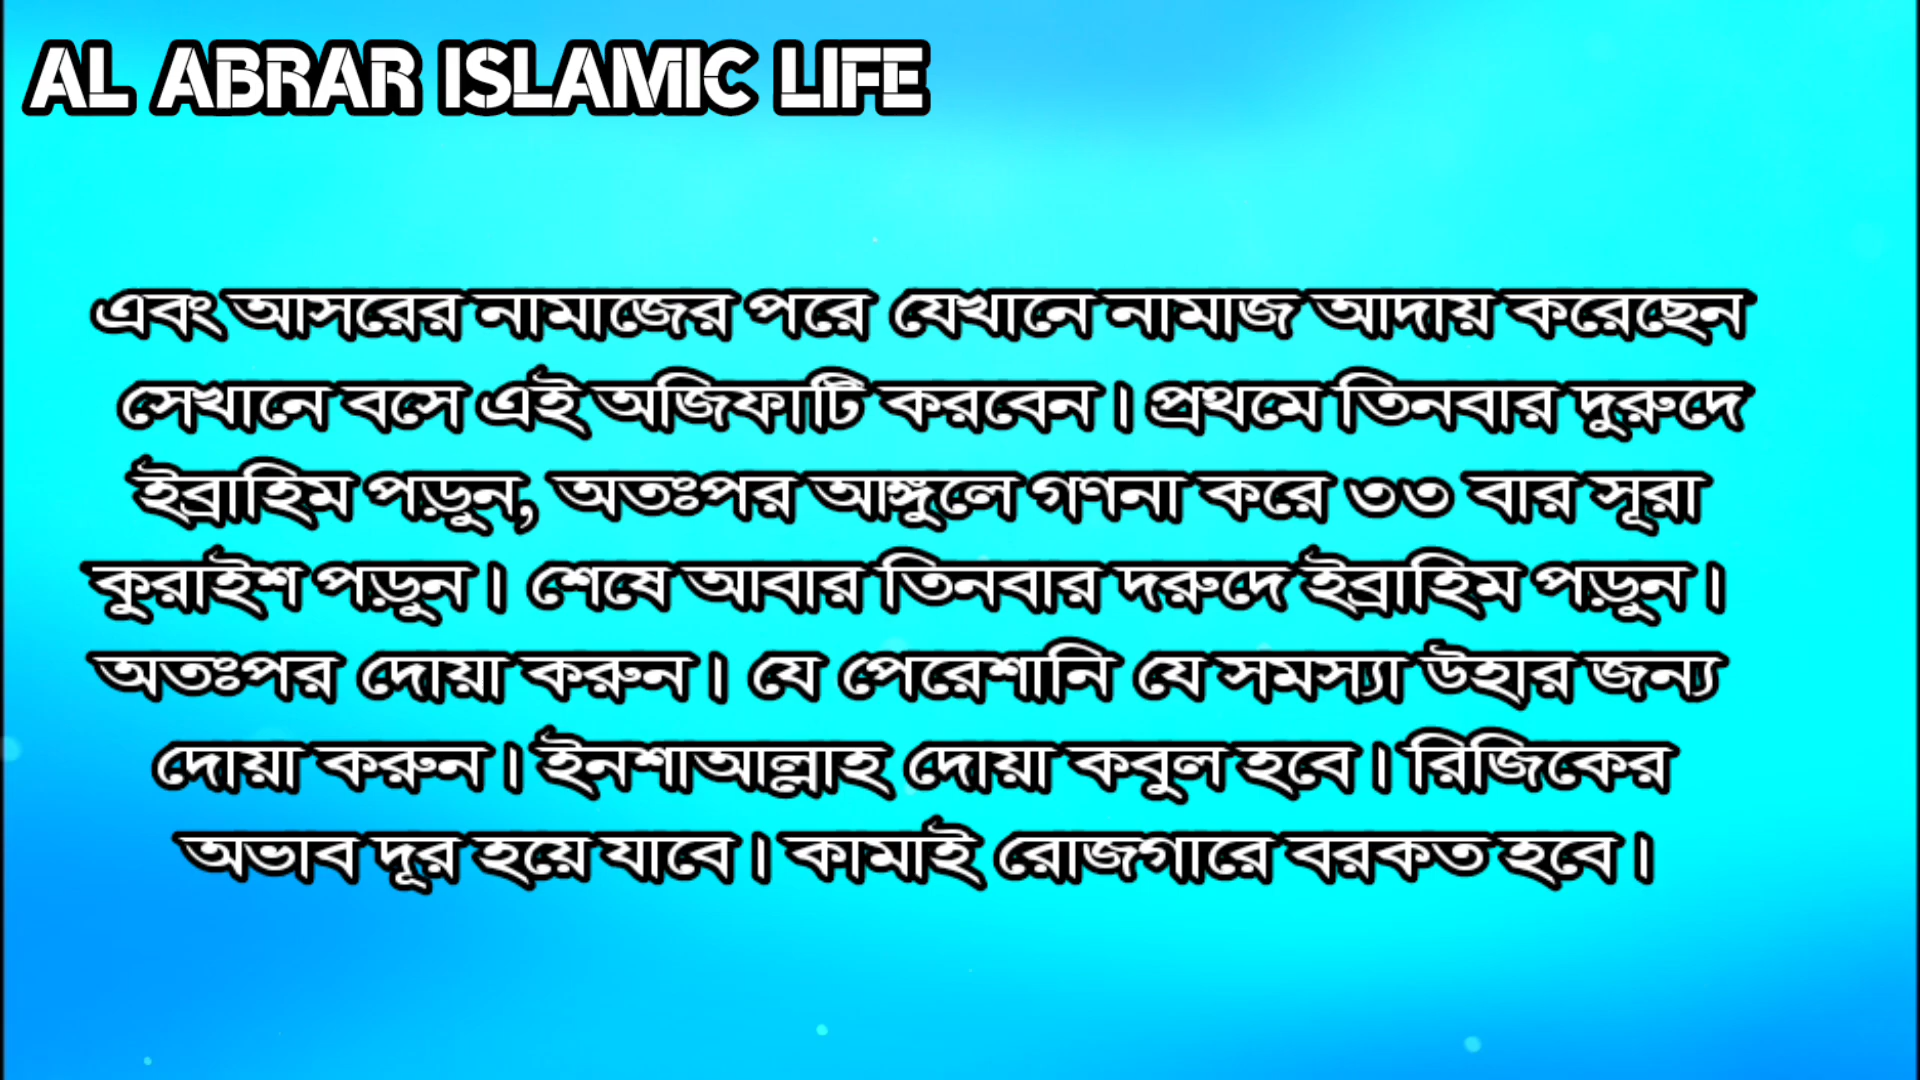 AL ABRAR ISLAMIC LIFE
এবং আসরের নামাজের পরে যেখানে নামাজ আদায় করেছেন
সেখানে বসে এই অজিফাটি করবেন। প্রথমে তিনবার দুরুদে
ইব্রাহিম পড়ুন, অতঃপর আঙ্গুলে গণনা করে ৩৩ বার সূরা
কুরাইশ পড়ুন। শেষে আবার তিনবার দরুদে ইব্রাহিম পড়ুন।
অতঃপর দোয়া করুন। যে পেরেশানি যে সমস্যা উহার জন্য
দোয়া করুন। ইনশাআল্লাহ দোয়া কবুল হবে। রিজিকের
অভাব দূর হয়ে যাবে। কামাই রোজগারে বরকত হবে।